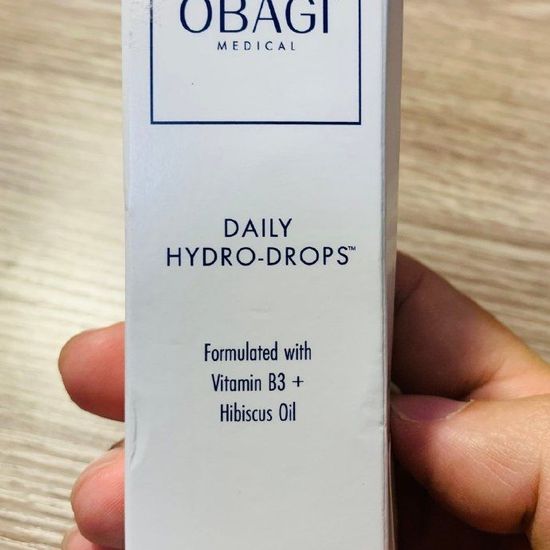 OBAGI
MEDICAL
DAILY
HYDRO-DROPS™
Formulated with
Vitamin B3 +
Hibiscus Oil